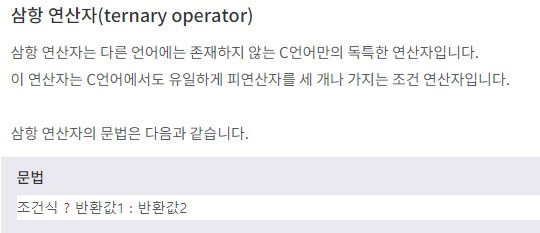 삼항 연산자(ternary operator)
삼항 연산자는 다른 언어에는 존재하지 않는 C언어만의 독특한 연산자입니다.
이 연산자는 C언어에서도 유일하게 피연산자를 세 개나 가지는 조건 연산자입니다.
삼항 연산자의 문법은 다음과 같습니다.
문법
조건식 ? 반환값1 : 반환값2